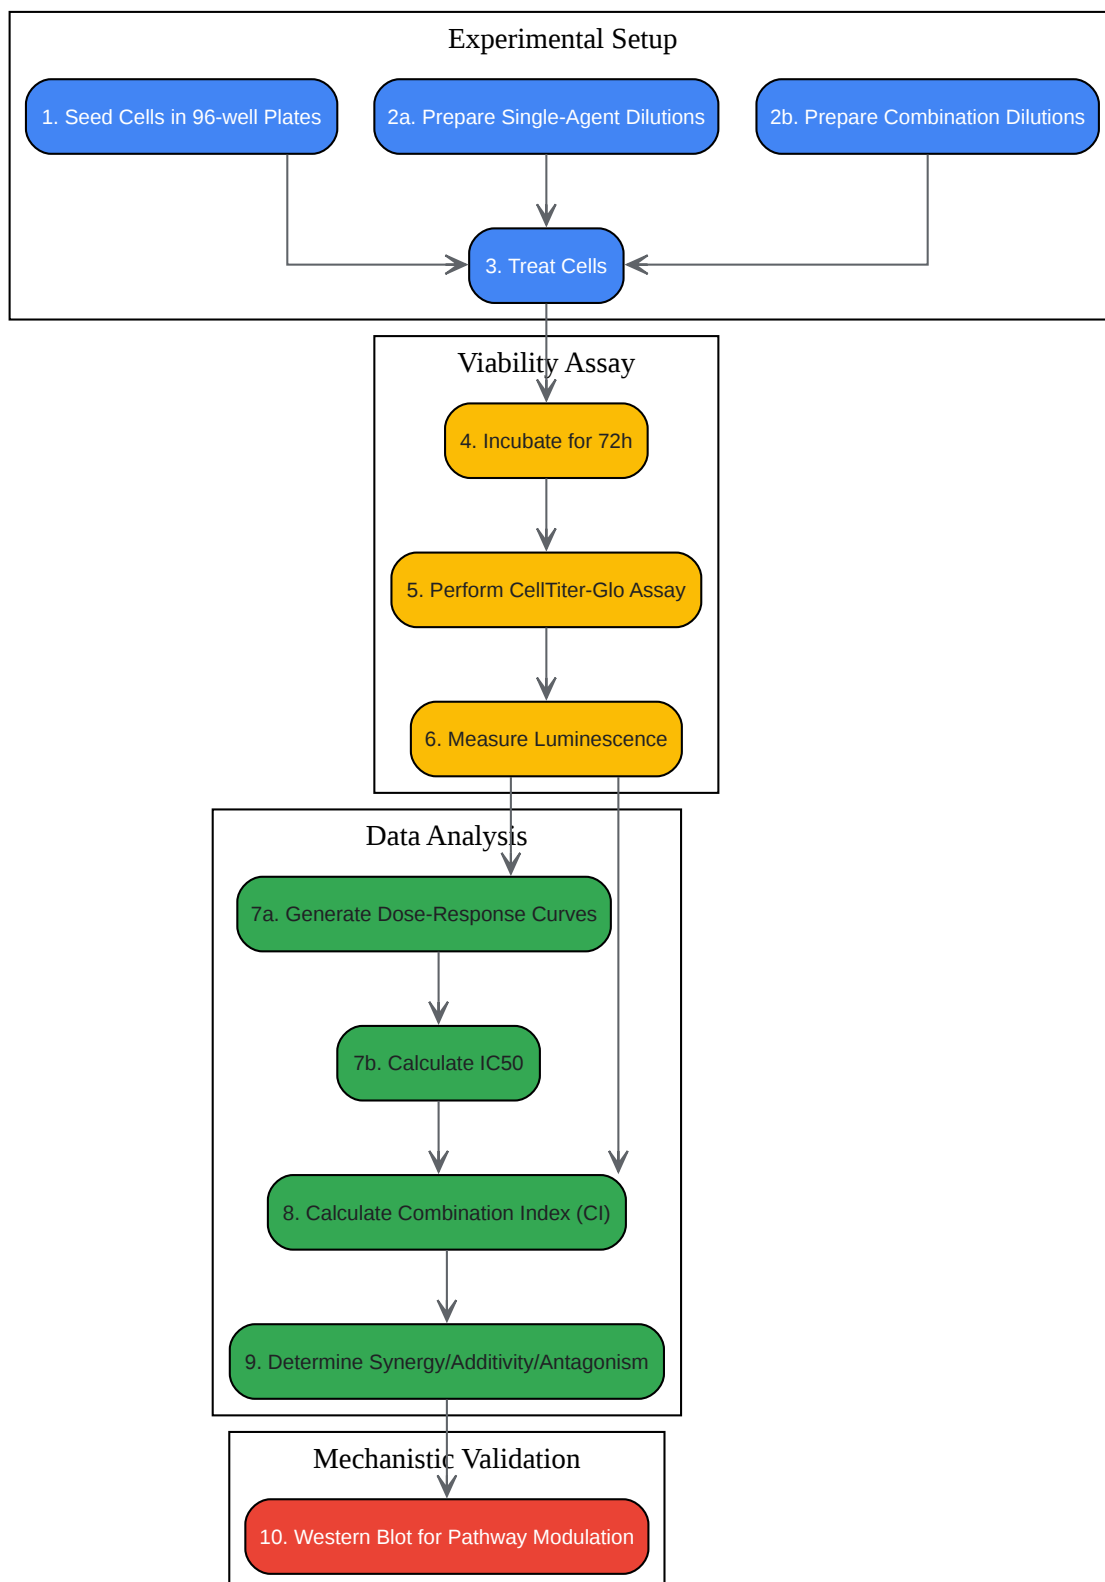 Experimental Setup
1. Seed Cells in 96-well Plates
2a. Prepare Single-Agent Dilutions
2b. Prepare Combination Dilutions
3. Treat Cells
Viability Assay
4. Incubate for 72h
5. Perform CellTiter-Glo Assay
6. Measure Luminescence
Data Analysis
7a. Generate Dose-Response Curves
7b. Calculate IC50
8. Calculate Combination Index (CI)
9. Determine Synergy/Additivity/Antagonism
Mechanistic Validation
10. Western Blot for Pathway Modulation